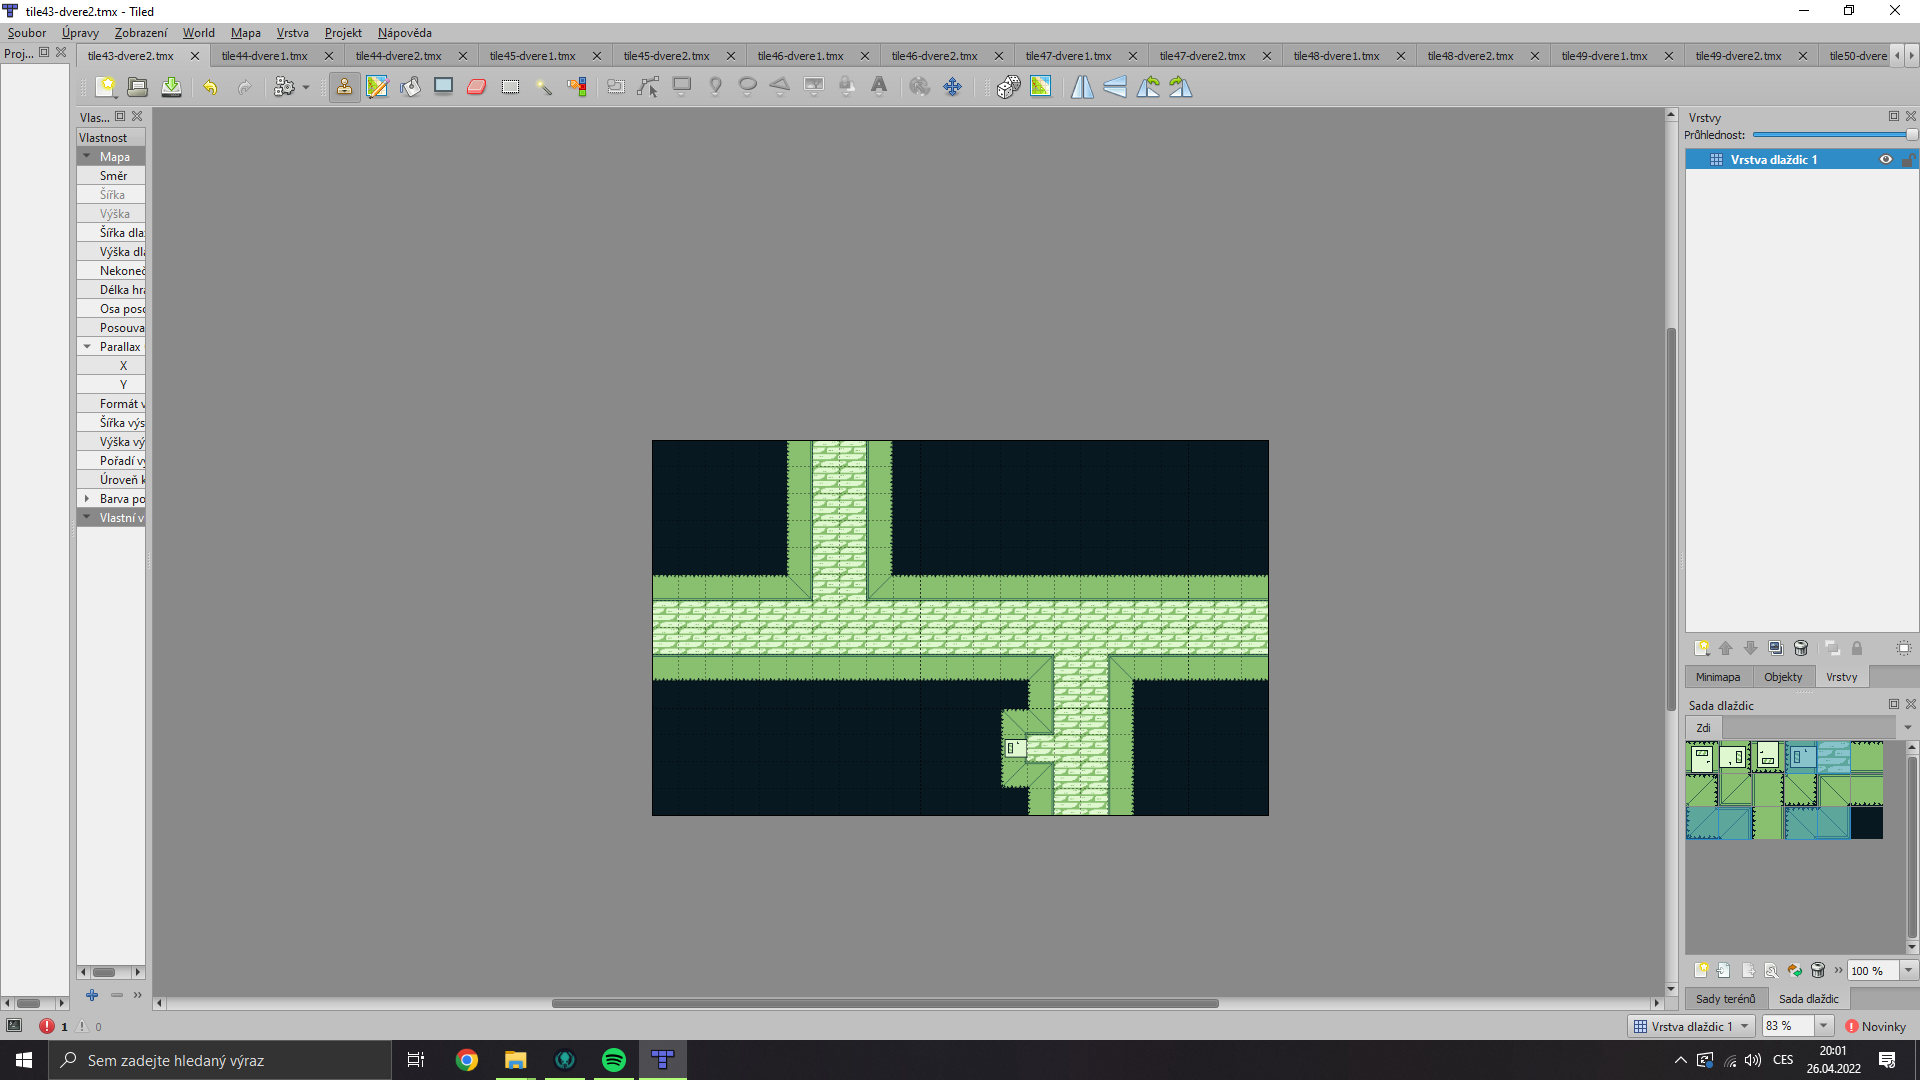 tile43-dvere2.tmx - Tiled
Soubor Úpravy Zobrazení World Mapa Vrstva Projekt Nápověda
Proj... tile43-dvere2.tmx tile44-dvere1.tmx tile44-dvere2.tmx tile45-dvere1.tmx tile45-dvere2.tmx tile46-dvere1.tmx tile46-dvere2.tmx tile47-dvere1.tmx tile47-dvere2.tmx tile48-dvere1.tmx tile48-dvere2.tmx tile49-dvere1.tmx tile49-dvere2.tmx tile50-dvere
Vlas...
Vlastnost
Mapa
Směr
Šířka
Výška
Šířka dla
Výška dl
Nekoneč
Délka hra
Osa poso
Posouva
Parallax
X
Y
Formát v
Šířka výs
Výška vý
Pořadí vy
Úroveň k
Barva po
Vlastní v
»
1 0
Vrstvy
Průhlednost:
Vrstva dlaždic 1
Minimapa Objekty Vrstvy
Sada dlaždic
Zdi
» 100 %
Sady terénů Sada dlaždic
Vrstva dlaždic 1 83 % Novinky
Sem zadejte hledaný výraz
CES
20:01
26.04.2022